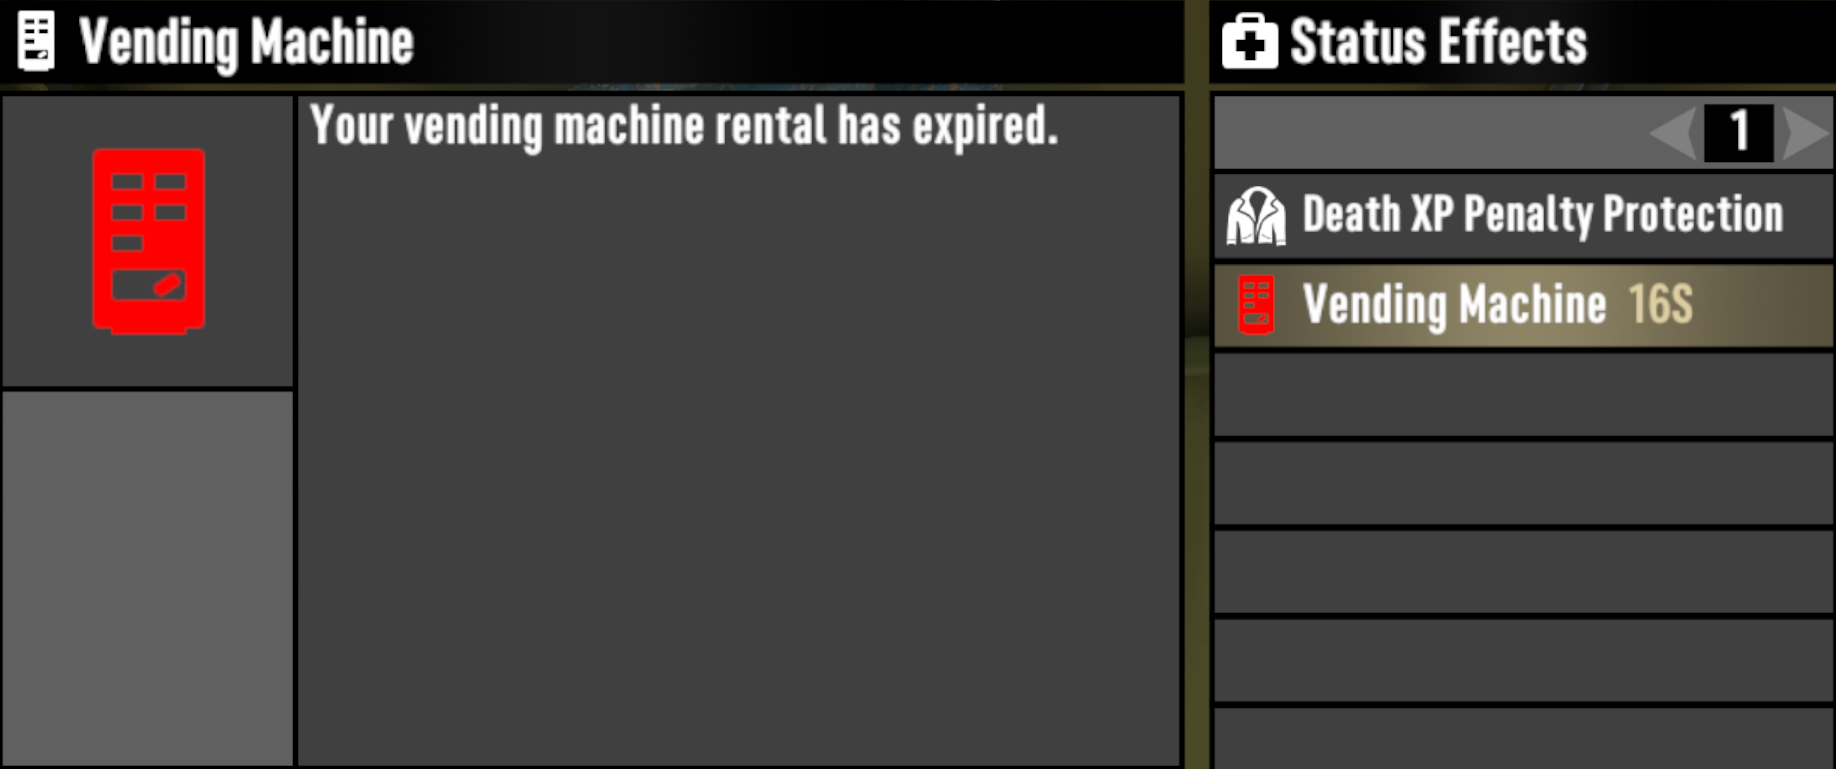 Vending Machine
Your vending machine rental has expired.
Status Effects
1
Death XP Penalty Protection
Vending Machine 16S